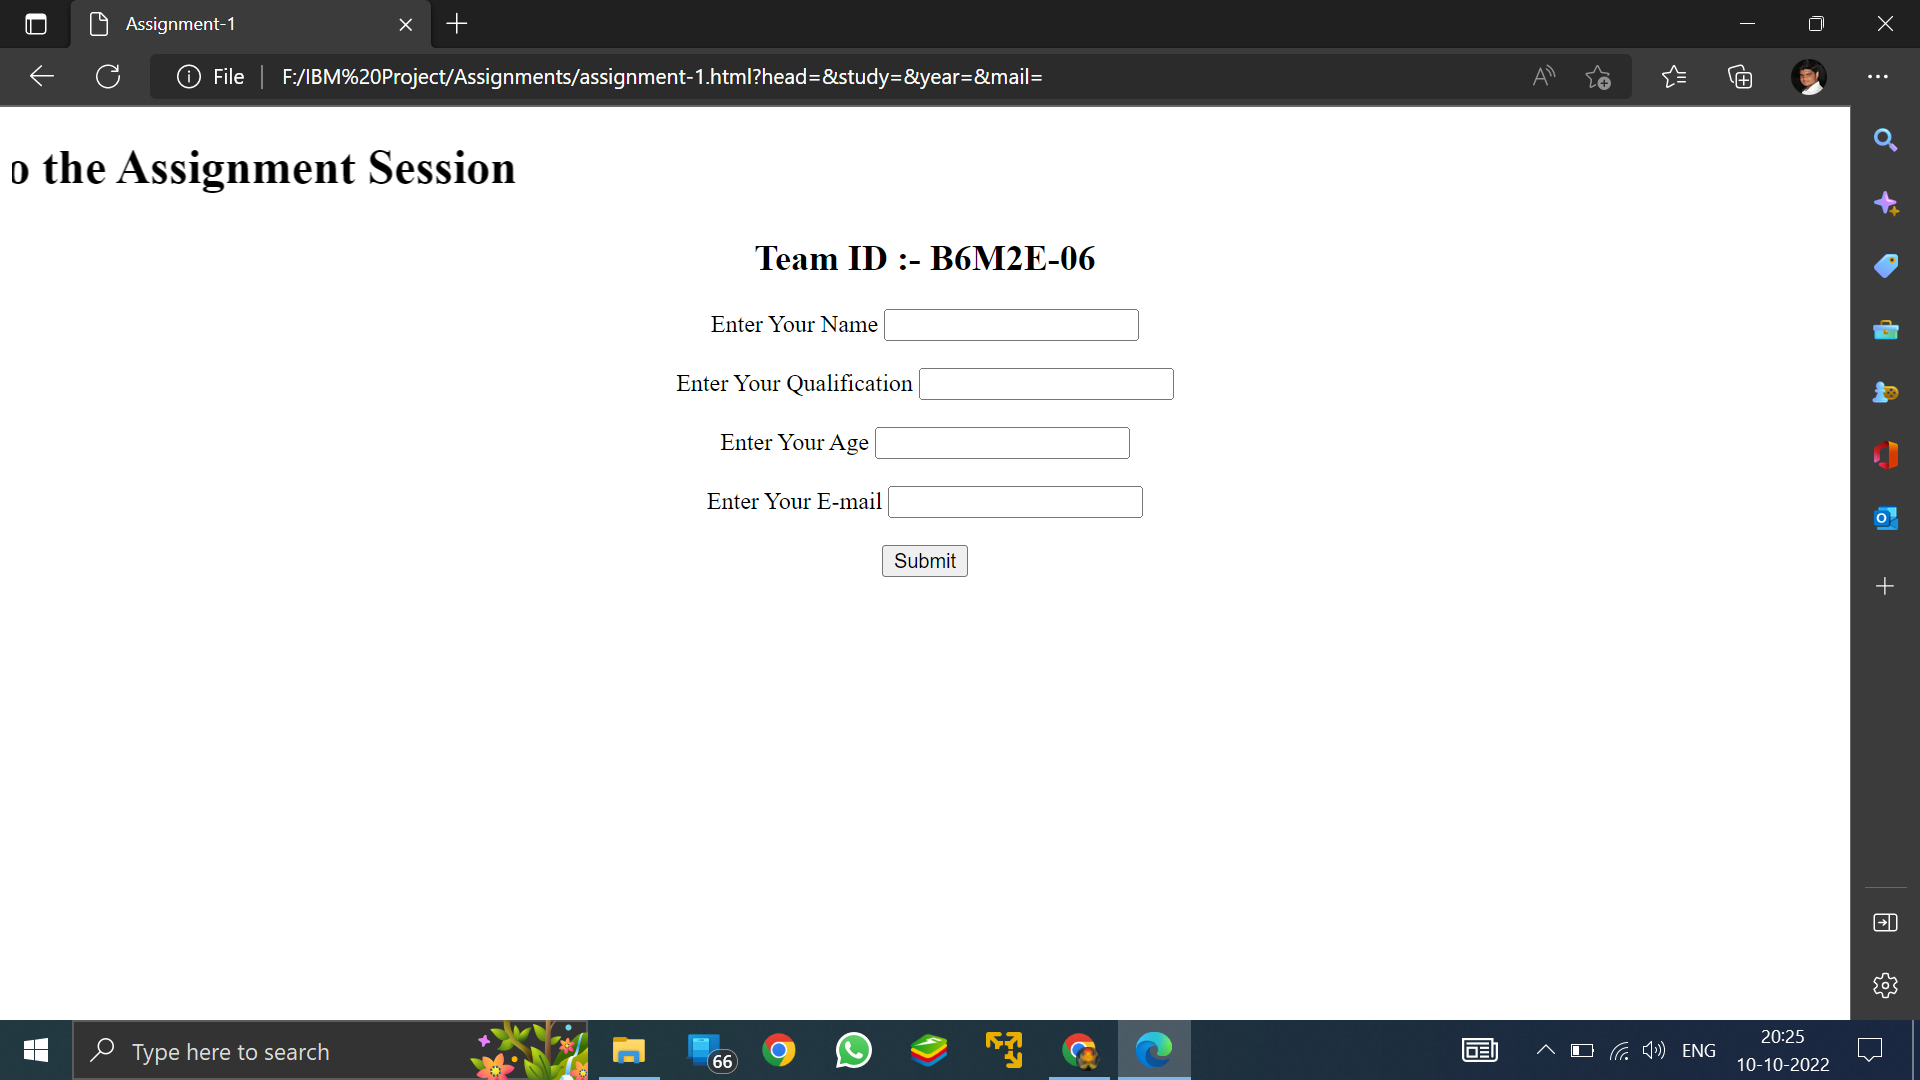 Assignment-1
File
F:/IBM%20Project/Assignments/assignment-1.html?head=&study=&year=&mail=
o the Assignment Session
Team ID :- B6M2E-06
Enter Your Name
Enter Your Qualification
Enter Your Age
Enter Your E-mail
Submit
Type here to search
66
ENG
20:25
10-10-2022